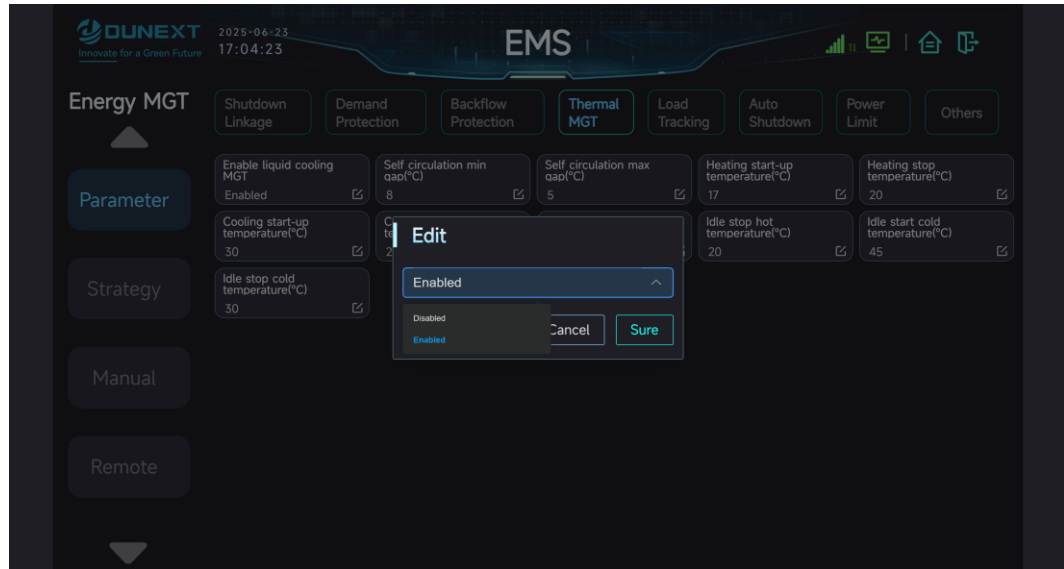 DUNEXT
Innovate for a Green Future
2025-06-23
17:04:23
EMS
Energy MGT
Shutdown
Linkage
Demand
Protection
Backflow
Protection
Thermal
MGT
Load
Tracking
Auto
Shutdown
Power
Limit
Others
Parameter
Strategy
Manual
Remote
Enable liquid cooling
MGT
Enabled
Self circulation min
gap(°C)
8
Self circulation max
gap(°C)
5
Heating start-up
temperature(°C)
17
Heating stop
temperature(°C)
20
Cooling start-up
temperature(°C)
30
Idle stop hot
temperature(°C)
20
Idle start cold
temperature(°C)
45
Idle stop cold
temperature(°C)
30
Edit
Enabled
Disabled
Enabled
Cancel
Sure